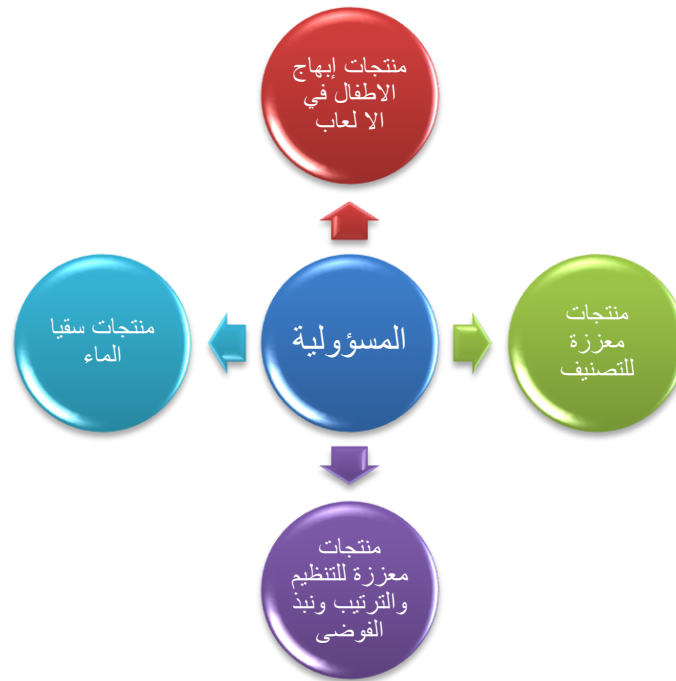 منتجات إبهاج
الاطفال في
الا لعاب
المسؤولية
منتجات
معززة
للتصنيف
منتجات
معززة للتنظيم
والترتيب ونبذ
الفوضى
منتجات سقيا
الماء